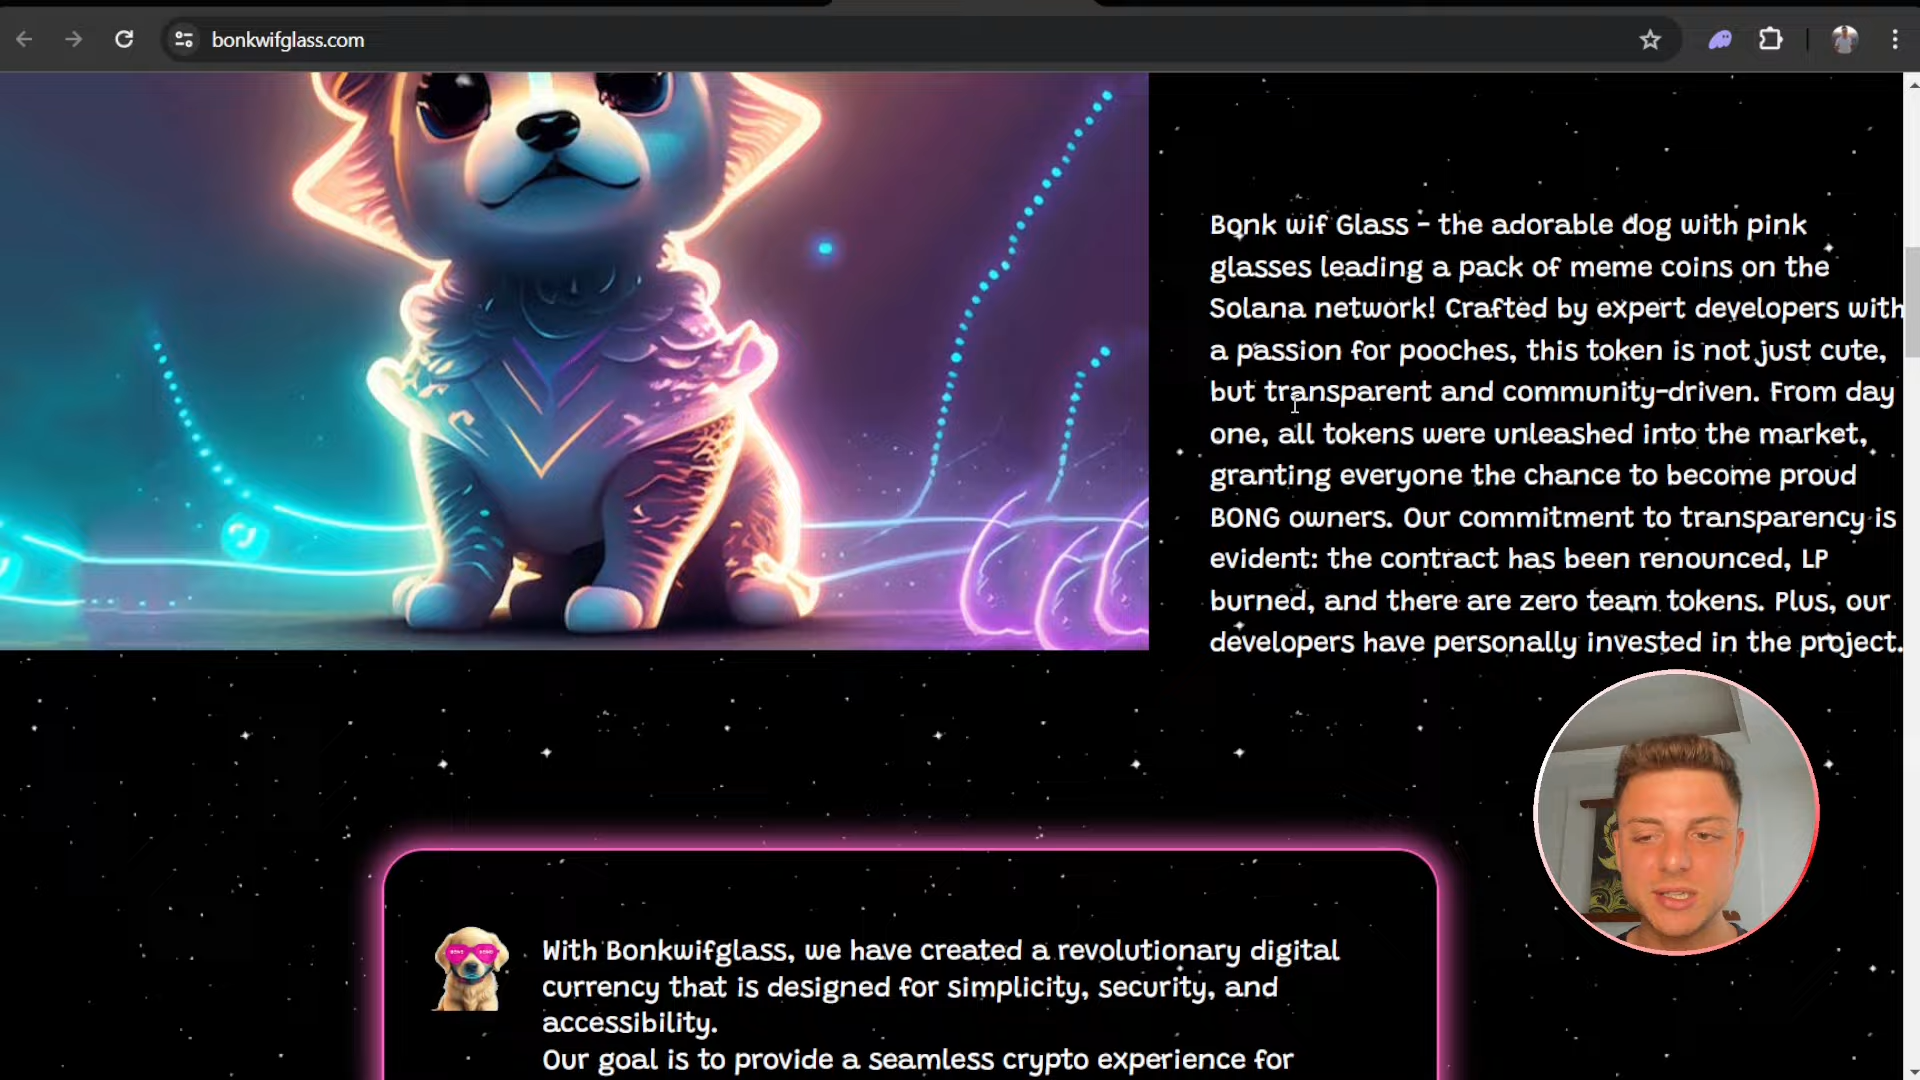 bonkwifglass.com
Bonk wif Glass - the adorable dog with pink
glasses leading a pack of meme coins on the
Solana network! Crafted by expert developers with
a passion for pooches, this token is not just cute,
but transparent and community-driven. From day
one, all tokens were unleashed into the market,
granting everyone the chance to become proud
BONG owners. Our commitment to transparency is
evident: the contract has been renounced, LP
burned, and there are zero team tokens. Plus, our
developers have personally invested in the project.
With Bonkwifglass, we have created a revolutionary digital
currency that is designed for simplicity, security, and
accessibility.
Our goal is to provide a seamless crypto experience for